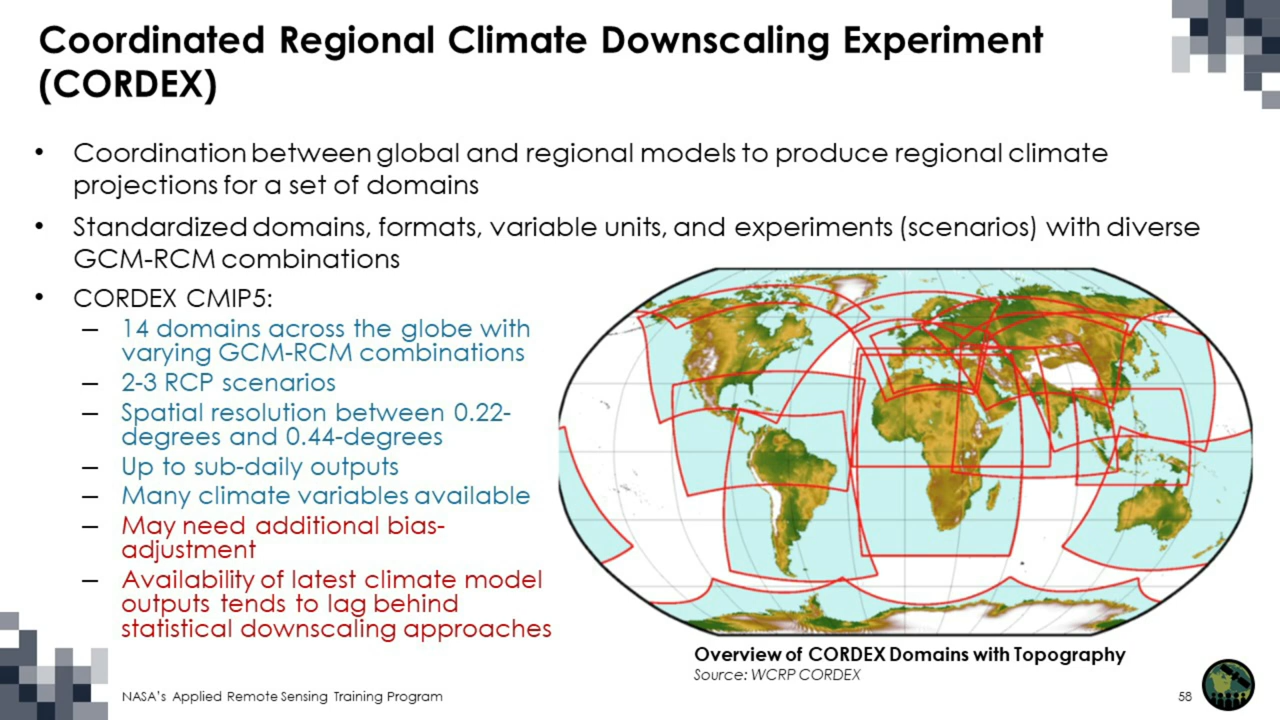 Coordinated Regional Climate Downscaling Experiment
(CORDEX)
• Coordination between global and regional models to produce regional climate
projections for a set of domains
• Standardized domains, formats, variable units, and experiments (scenarios) with diverse
GCM-RCM combinations
• CORDEX CMIP5:
– 14 domains across the globe with
varying GCM-RCM combinations
– 2-3 RCP scenarios
– Spatial resolution between 0.22-
degrees and 0.44-degrees
– Up to sub-daily outputs
– Many climate variables available
– May need additional bias-
adjustment
– Availability of latest climate model
outputs tends to lag behind
statistical downscaling approaches
Overview of CORDEX Domains with Topography
Source: WCRP CORDEX
NASA's Applied Remote Sensing Training Program
58